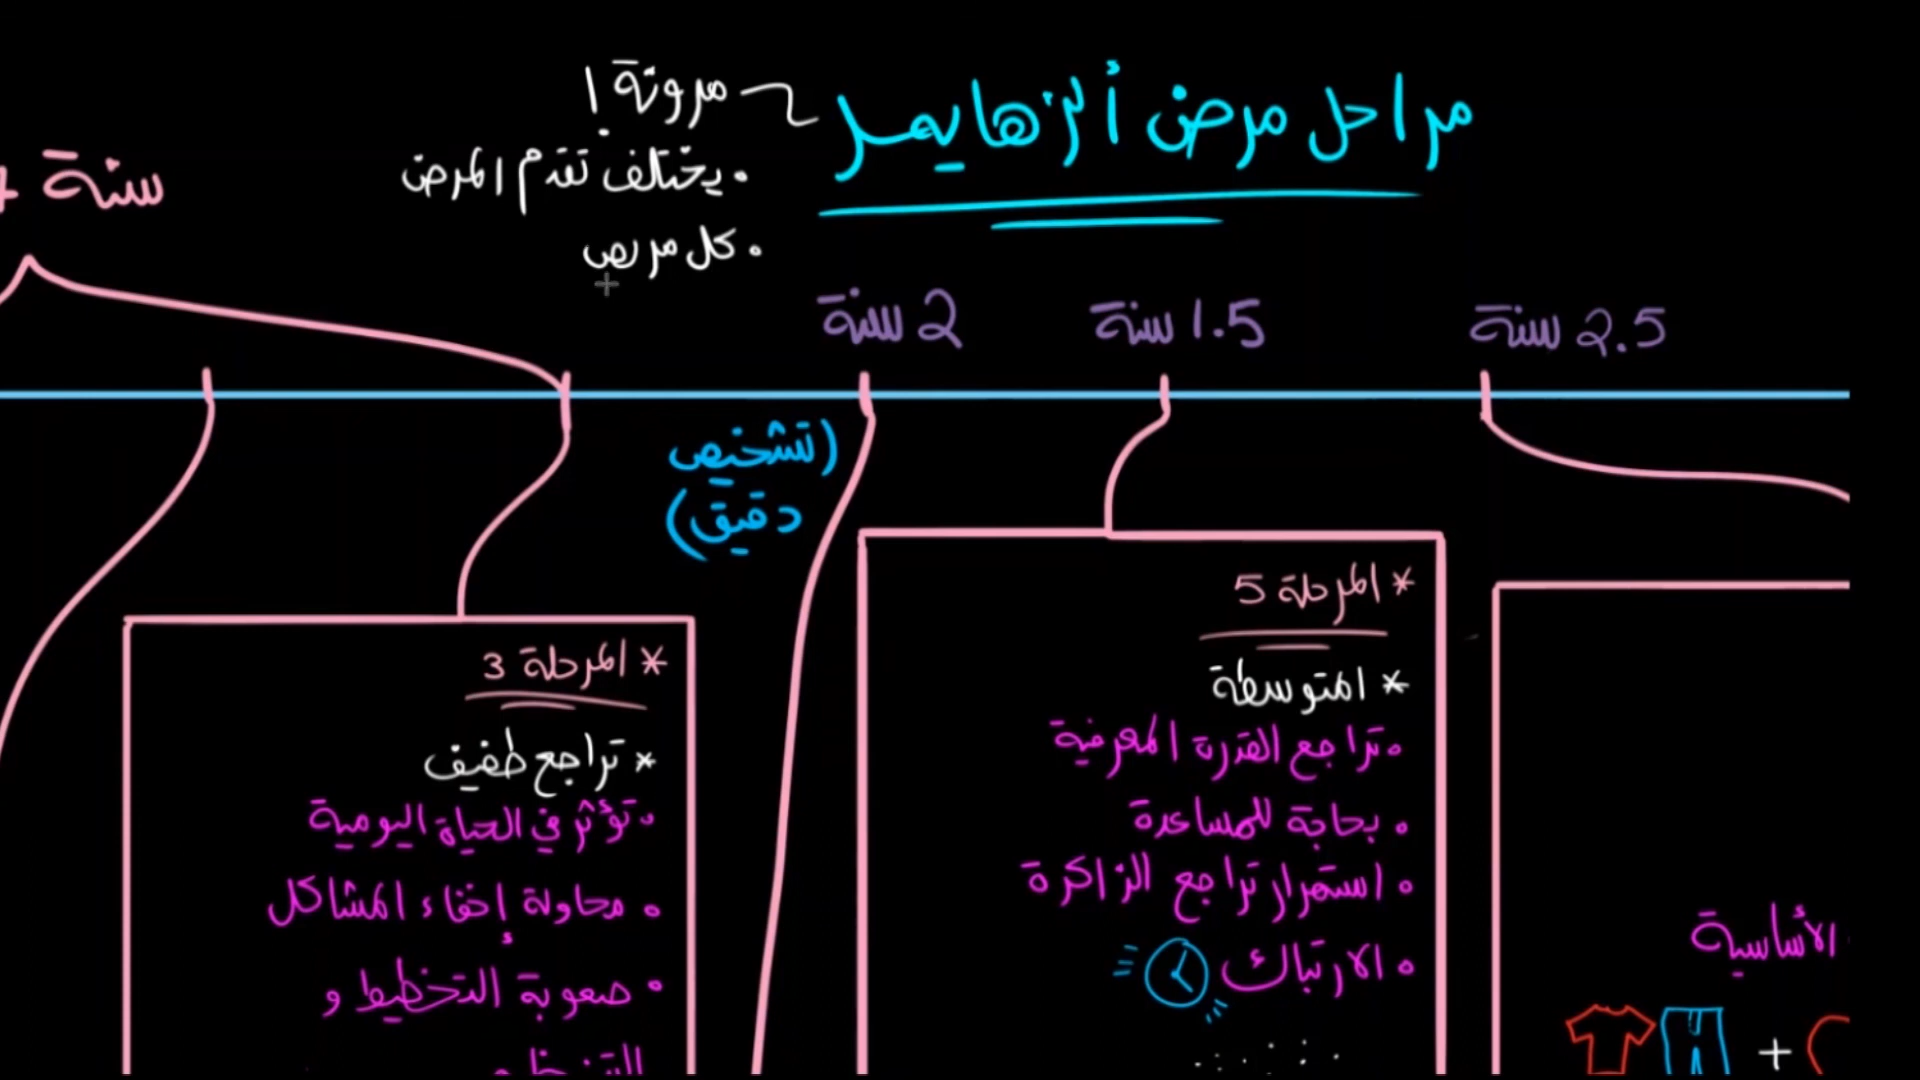 مراحل مرض ألزهايمر
مرونة!
• يختلف تقدم المرض
• كل مريض
سنة
2 سنة
1.5 سنة
2.5 سنة
(تشخيص
دقيق)
* المرحلة 3
* تراجع طفيف
• تؤثر في الحياة اليومية
• محاولة إخفاء المشاكل
• صعوبة التخطيط و
* المرحلة 5
* المتوسطة
• تراجع القدرة المعرفية
• بحاجة للمساعدة
• استمرار تراجع الزاكرة
• الارتباك
الأساسية
+